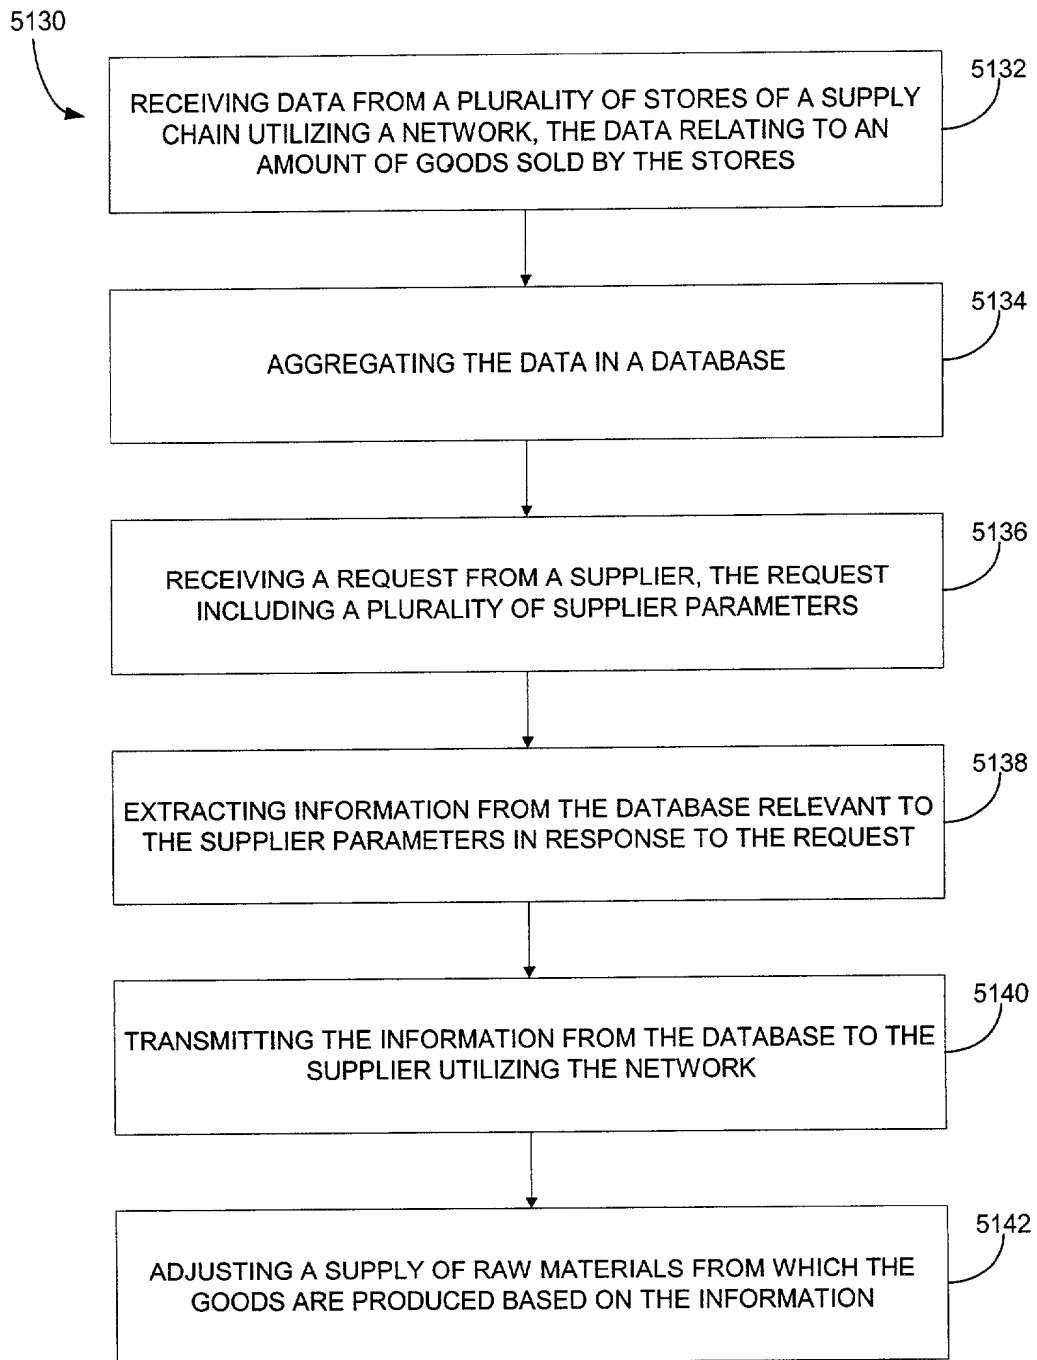 5130
5132
RECEIVING DATA FROM A PLURALITY OF STORES OF A SUPPLY
CHAIN UTILIZING A NETWORK, THE DATA RELATING TO AN
AMOUNT OF GOODS SOLD BY THE STORES
5134
AGGREGATING THE DATA IN A DATABASE
5136
RECEIVING A REQUEST FROM A SUPPLIER, THE REQUEST
INCLUDING A PLURALITY OF SUPPLIER PARAMETERS
5138
EXTRACTING INFORMATION FROM THE DATABASE RELEVANT TO
THE SUPPLIER PARAMETERS IN RESPONSE TO THE REQUEST
5140
TRANSMITTING THE INFORMATION FROM THE DATABASE TO THE
SUPPLIER UTILIZING THE NETWORK
5142
ADJUSTING A SUPPLY OF RAW MATERIALS FROM WHICH THE
GOODS ARE PRODUCED BASED ON THE INFORMATION